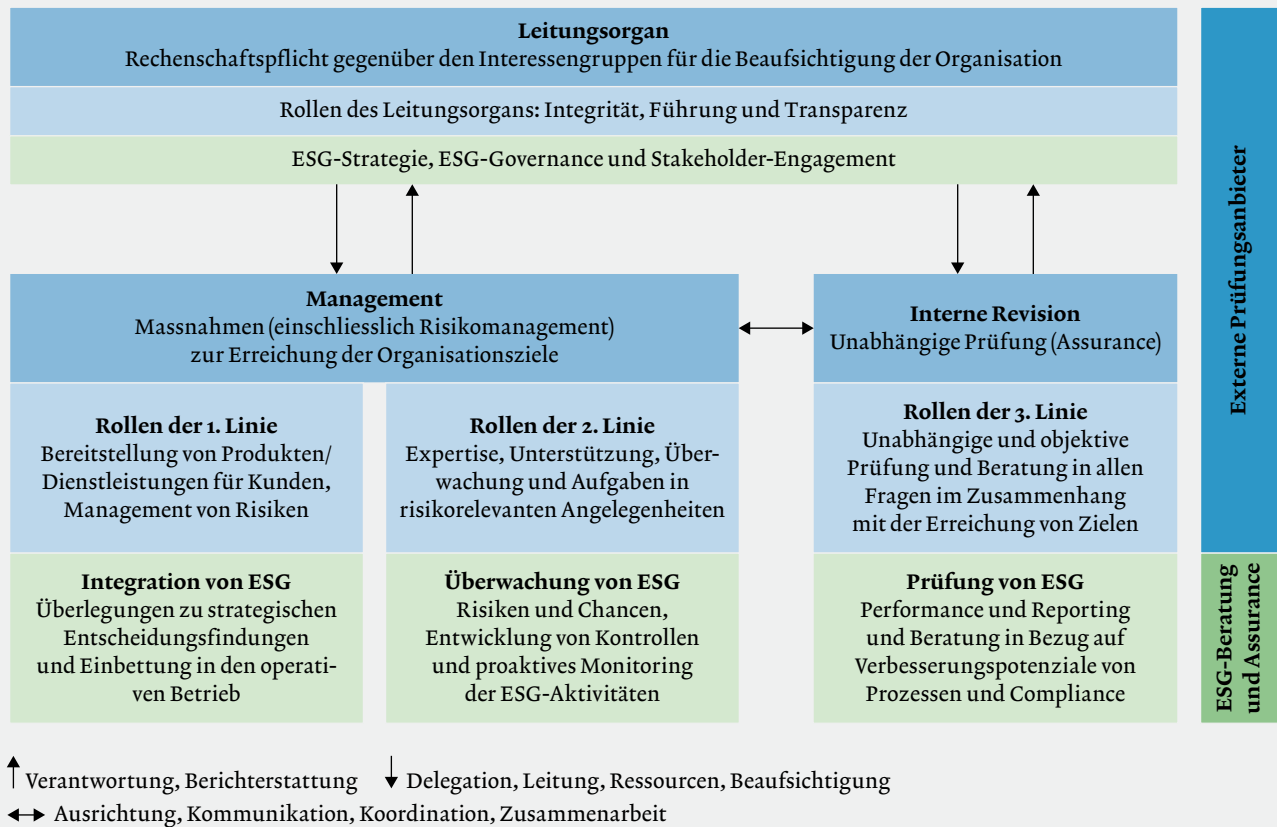 Leitungsorgan
Rechenschaftspflicht gegenüber den Interessengruppen für die Beaufsichtigung der Organisation
Rollen des Leitungsorgans: Integrität, Führung und Transparenz
ESG-Strategie, ESG-Governance und Stakeholder-Engagement
Management
Massnahmen (einschliesslich Risikomanagement)
zur Erreichung der Organisationsziele
Interne Revision
Unabhängige Prüfung (Assurance)
Rollen der 1. Linie
Bereitstellung von Produkten/
Dienstleistungen für Kunden,
Management von Risiken
Rollen der 2. Linie
Expertise, Unterstützung, Über-
wachung und Aufgaben in
risikorelevanten Angelegenheiten
Rollen der 3. Linie
Unabhängige und objektive
Prüfung und Beratung in allen
Fragen im Zusammenhang
mit der Erreichung von Zielen
Integration von ESG
Überlegungen zu strategischen
Entscheidungsfindungen
und Einbettung in den operati-
ven Betrieb
Überwachung von ESG
Risiken und Chancen,
Entwicklung von Kontrollen
und proaktives Monitoring
der ESG-Aktivitäten
Prüfung von ESG
Performance und Reporting
und Beratung in Bezug auf
Verbesserungspotenziale von
Prozessen und Compliance
Externe Prüfungsanbieter
ESG-Beratung
und Assurance
↑ Verantwortung, Berichterstattung ↓ Delegation, Leitung, Ressourcen, Beaufsichtigung
↔ Ausrichtung, Kommunikation, Koordination, Zusammenarbeit